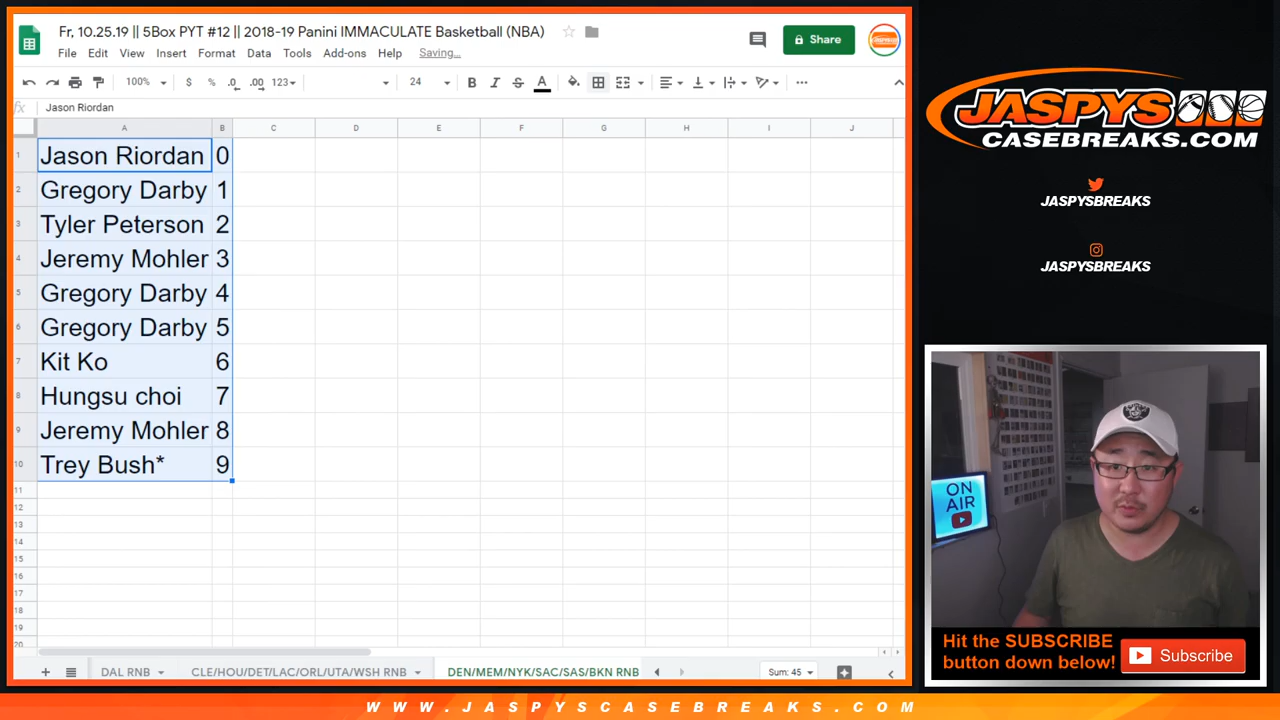 Fr, 10.25.19 || 5Box PYT #12 || 2018-19 Panini IMMACULATE Basketball (NBA)
File Edit View Insert Format Data Tools Add-ons Help Saving...
Share
100% $ % .0 .00 123 24 B I S A
fx Jason Riordan
A B C D E F G H I J
1 Jason Riordan 0
2 Gregory Darby 1
3 Tyler Peterson 2
4 Jeremy Mohler 3
5 Gregory Darby 4
6 Gregory Darby 5
7 Kit Ko 6
8 Hungsu choi 7
9 Jeremy Mohler 8
10 Trey Bush* 9
11
12
13
14
15
16
17
18
19
20
DAL RNB CLE/HOU/DET/LAC/ORL/UTA/WSH RNB DEN/MEM/NYK/SAC/SAS/BKN RNB Sum: 45
JASPYS
CASEBREAKS.COM
JASPYSBREAKS
JASPYSBREAKS
ON
AIR
Hit the SUBSCRIBE
button down below!
Subscribe
WWW.JASPYSCASEBREAKS.COM